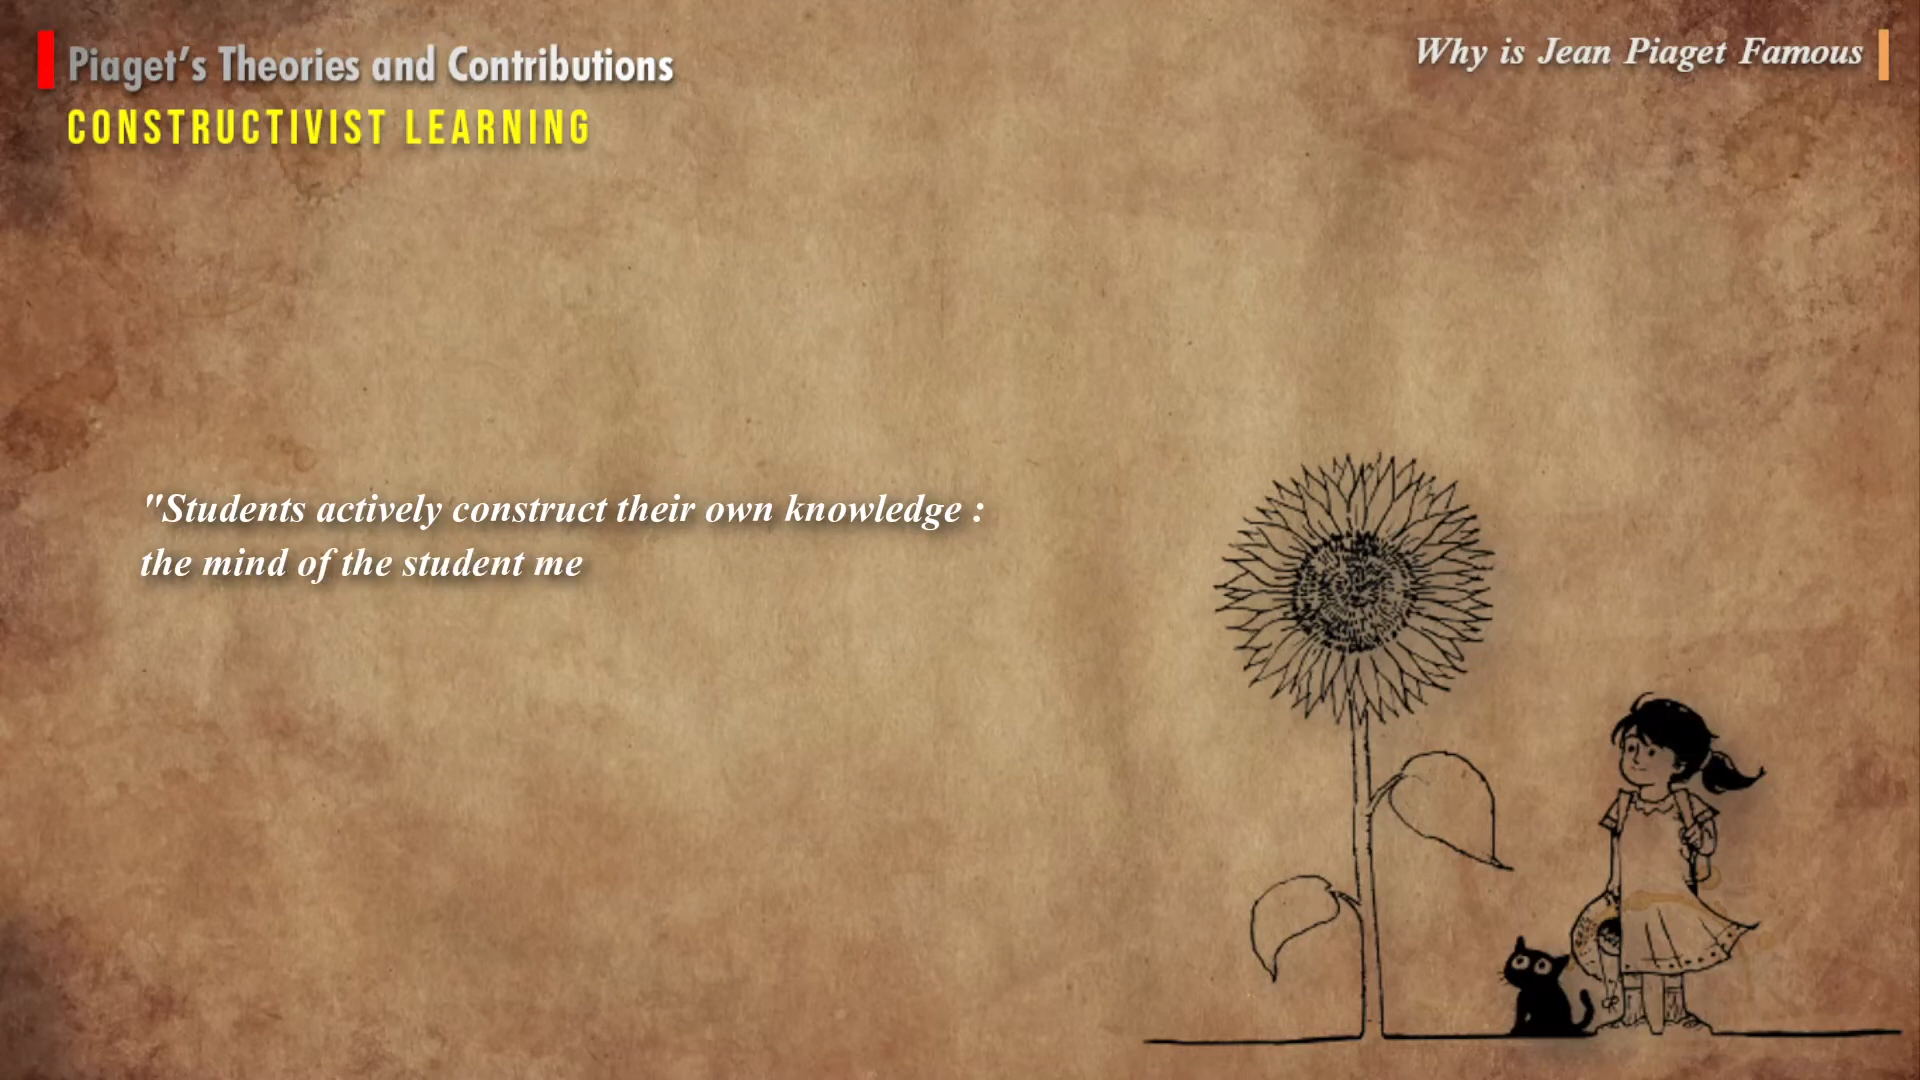 Piaget's Theories and Contributions
CONSTRUCTIVIST LEARNING
Why is Jean Piaget Famous
"Students actively construct their own knowledge :
the mind of the student me